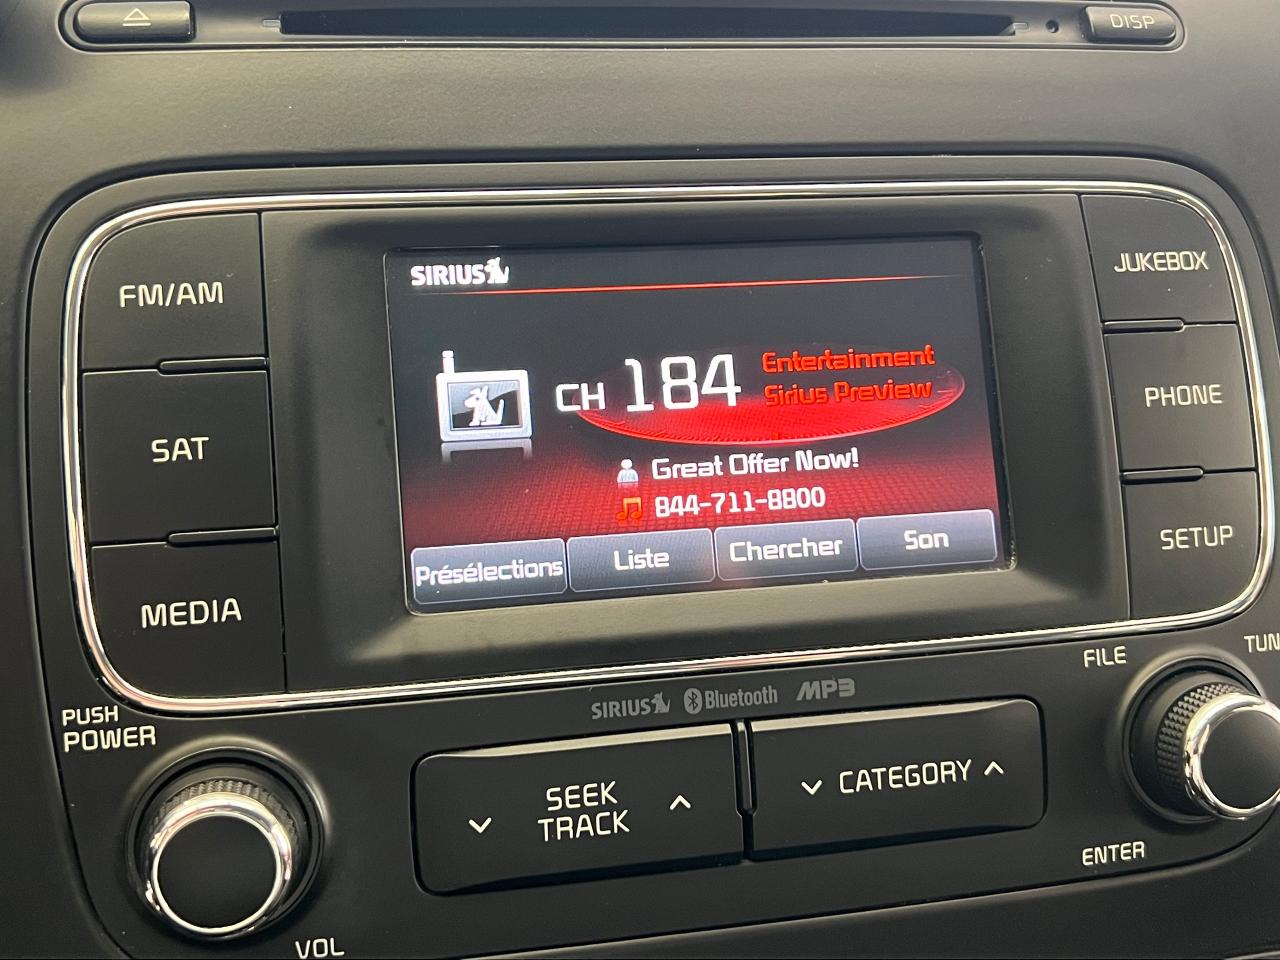 DISP
SIRIUS
CH 184
Entertainment
Sirius Preview
Great Offer Now!
844-711-8800
Présélections
Liste
Chercher
Son
FM/AM
SAT
MEDIA
JUKEBOX
PHONE
SETUP
PUSH
POWER
VOL
SIRIUS Bluetooth MP3
SEEK
TRACK
CATEGORY
FILE
ENTER